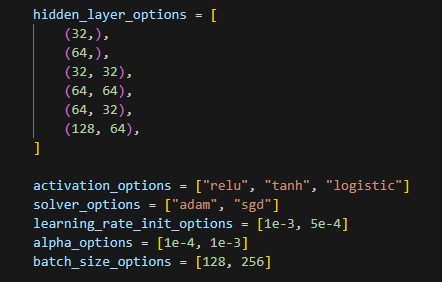 hidden_layer_options = [
    (32,),
    (64,),
    (32, 32),
    (64, 64),
    (64, 32),
    (128, 64),
]
activation_options = ["relu", "tanh", "logistic"]
solver_options = ["adam", "sgd"]
learning_rate_init_options = [1e-3, 5e-4]
alpha_options = [1e-4, 1e-3]
batch_size_options = [128, 256]